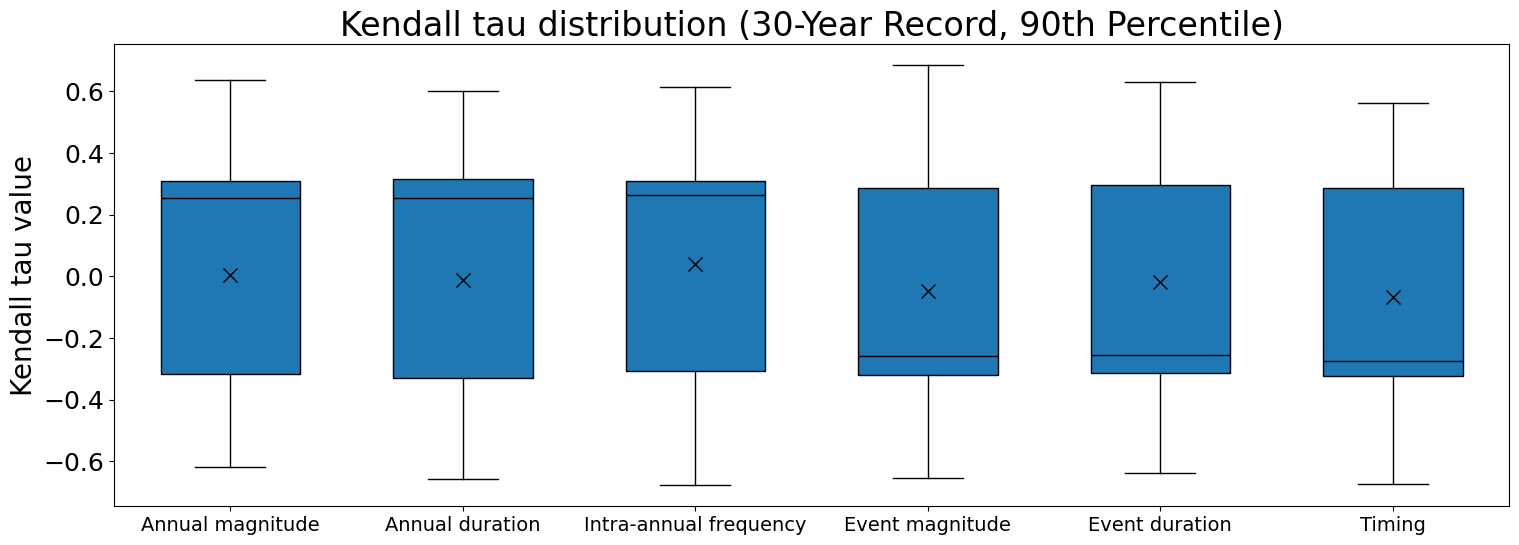 Kendall tau distribution (30-Year Record, 90th Percentile)
Kendall tau value
0.6
0.4
0.2
0.0
−0.2
−0.4
−0.6
Annual magnitude
Annual duration
Intra-annual frequency
Event magnitude
Event duration
Timing